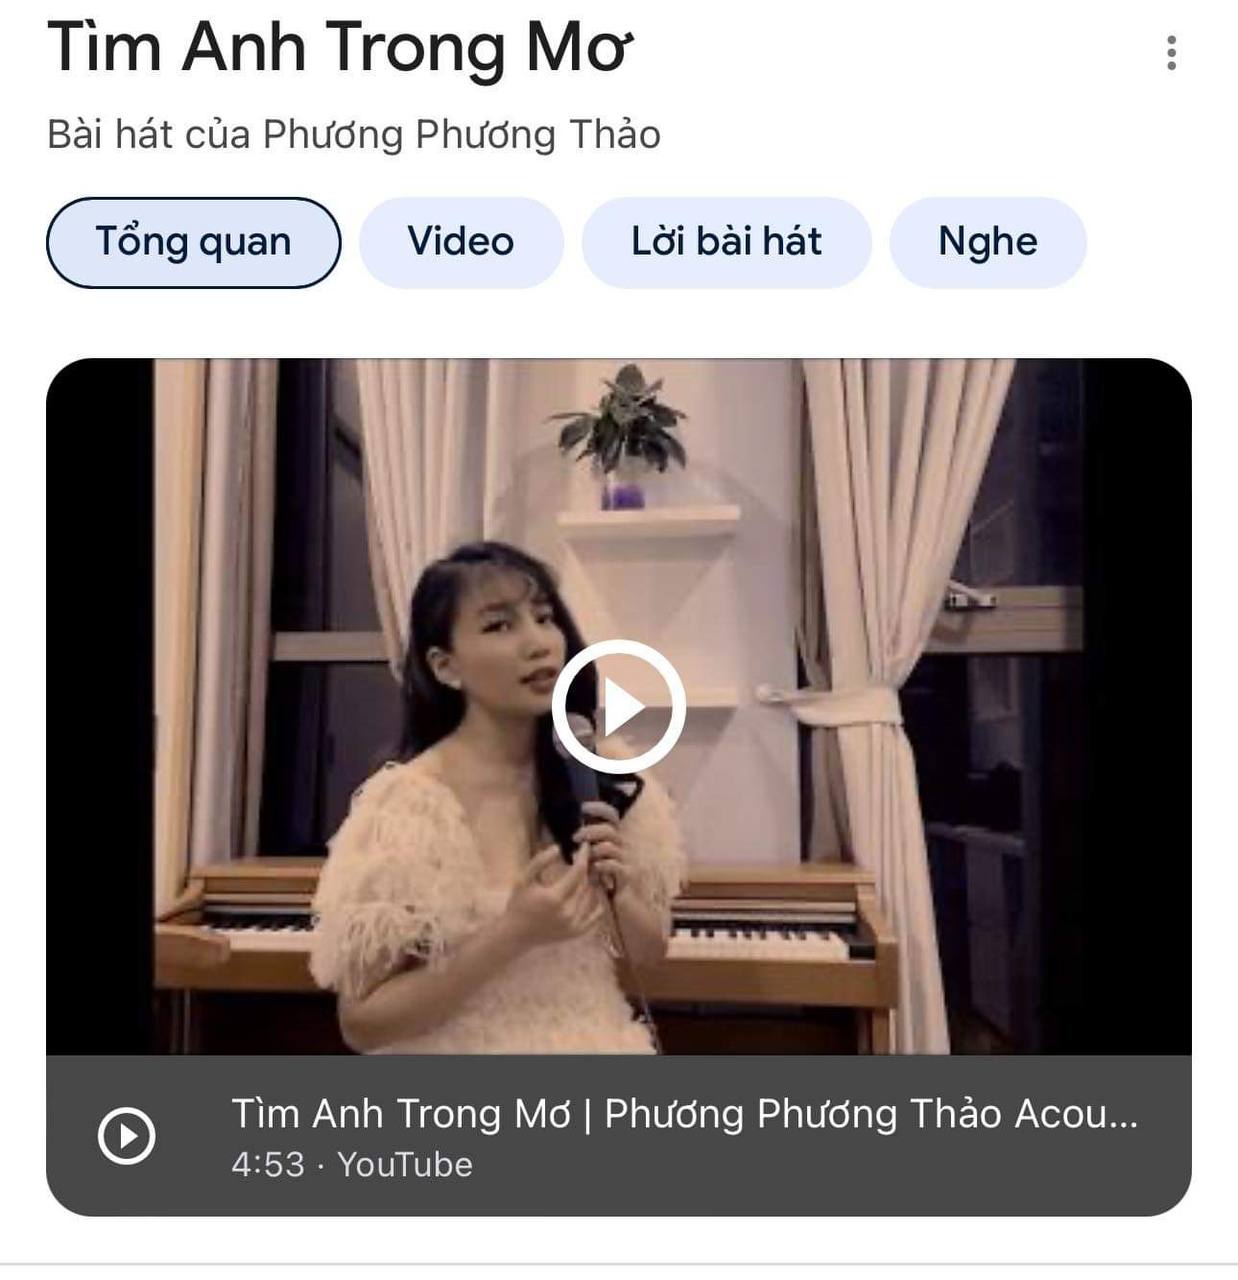 Tìm Anh Trong Mơ
Bài hát của Phương Phương Thảo
Tổng quan
Video
Lời bài hát
Nghe
Tìm Anh Trong Mơ | Phương Phương Thảo Acou...
4:53 · YouTube